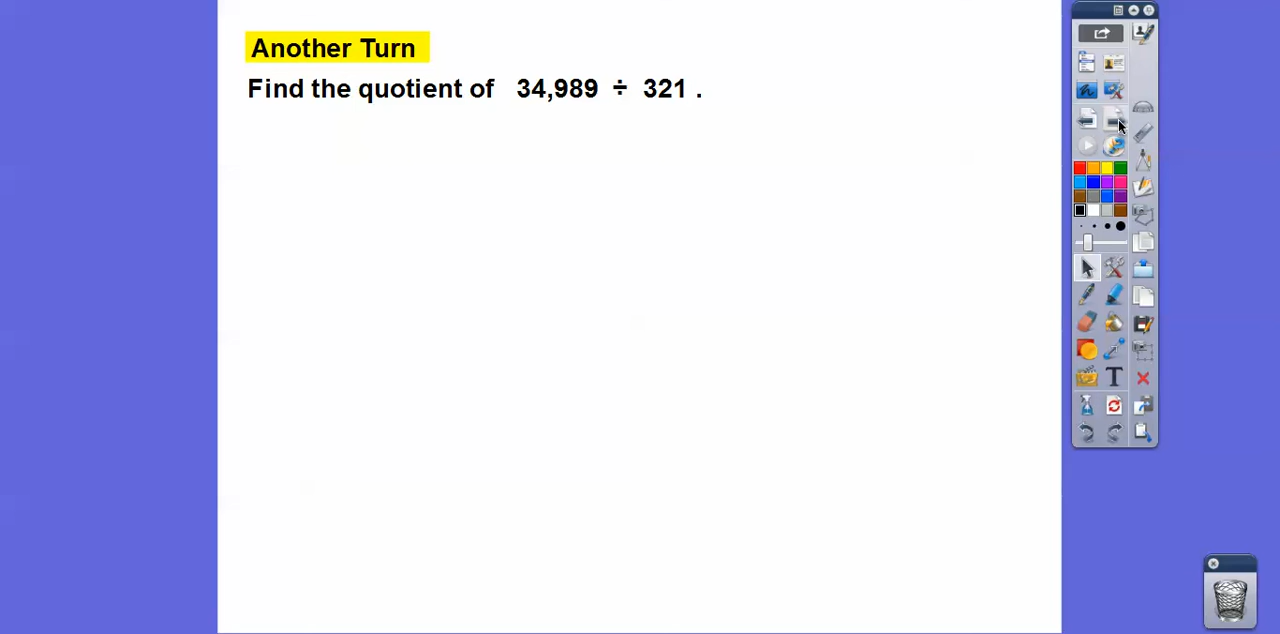 Another Turn
Find the quotient of 34,989 ÷ 321 .
T